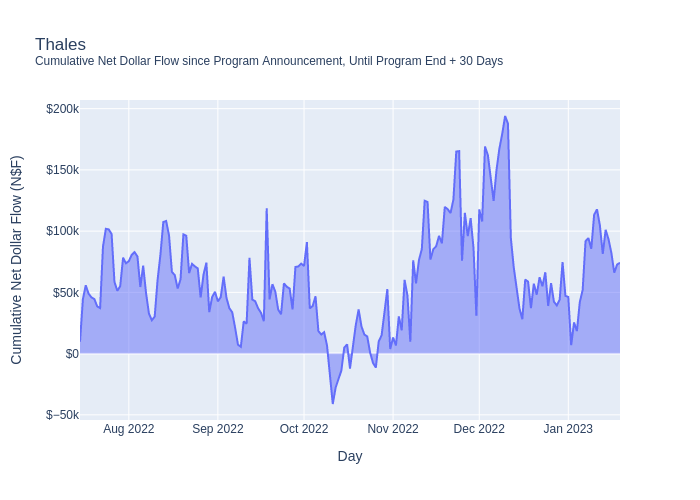 Thales
Cumulative Net Dollar Flow since Program Announcement, Until Program End + 30 Days
Cumulative Net Dollar Flow (N$F)
$200k
$150k
$100k
$50k
$0
$−50k
Aug 2022
Sep 2022
Oct 2022
Nov 2022
Dec 2022
Jan 2023
Day